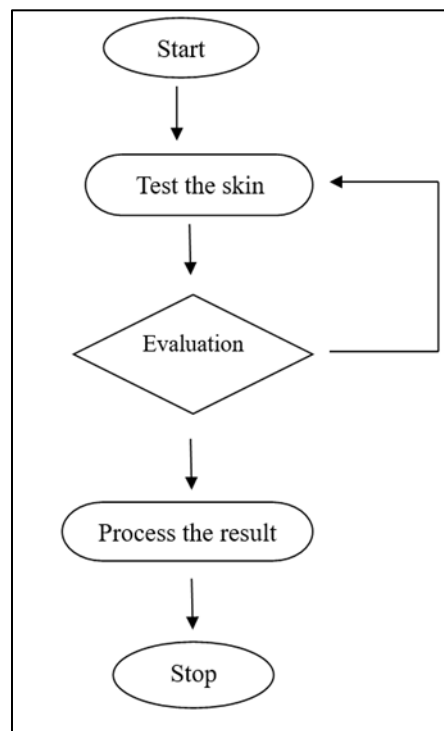 Start
Test the skin
Evaluation
Process the result
Stop